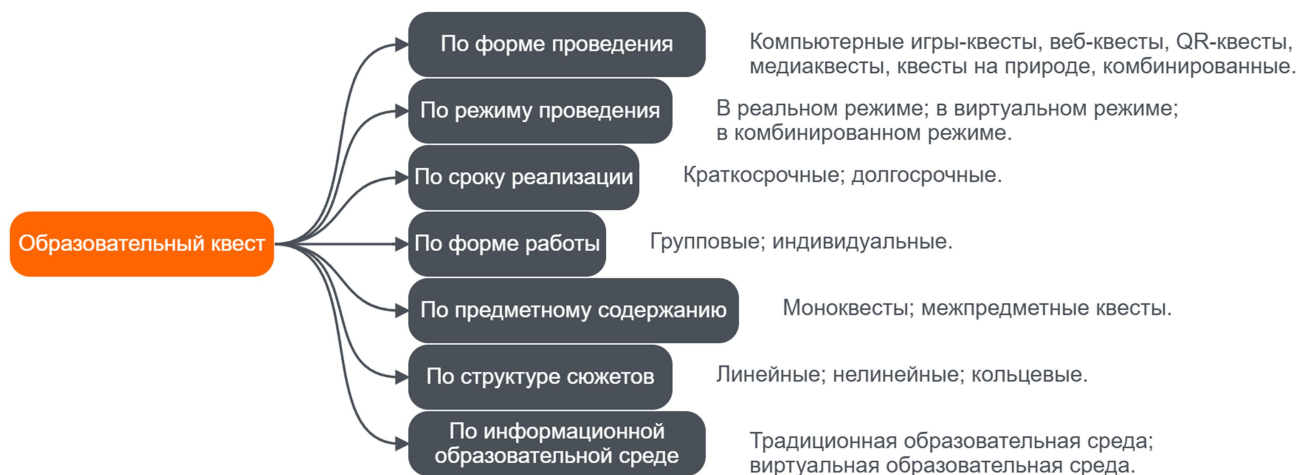 По форме проведения
Компьютерные игры-квесты, веб-квесты, QR-квесты,
медиаквесты, квесты на природе, комбинированные.
По режиму проведения
В реальном режиме; в виртуальном режиме;
в комбинированном режиме.
По сроку реализации
Краткосрочные; долгосрочные.
Образовательный квест
По форме работы
Групповые; индивидуальные.
По предметному содержанию
Моноквесты; межпредметные квесты.
По структуре сюжетов
Линейные; нелинейные; кольцевые.
По информационной
образовательной среде
Традиционная образовательная среда;
виртуальная образовательная среда.